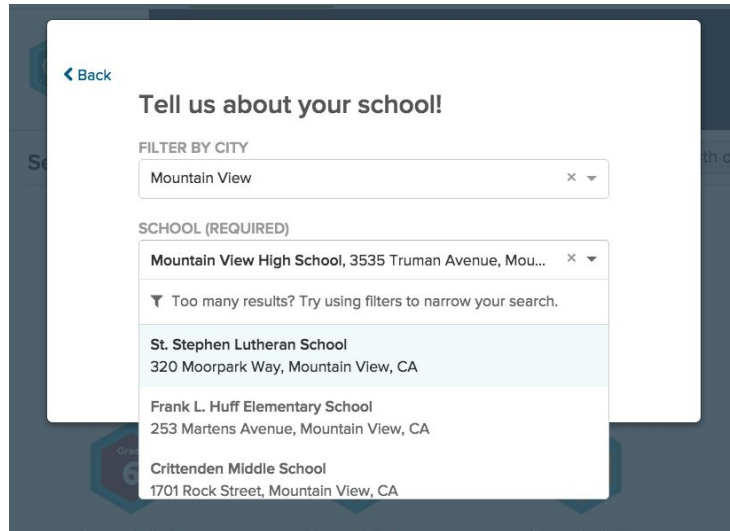 Back
Tell us about your school!
FILTER BY CITY
Mountain View
SCHOOL (REQUIRED)
Mountain View High School, 3535 Truman Avenue, Mou...
Too many results? Try using filters to narrow your search.
St. Stephen Lutheran School
320 Moorpark Way, Mountain View, CA
Frank L. Huff Elementary School
253 Martens Avenue, Mountain View, CA
Crittenden Middle School
1701 Rock Street, Mountain View, CA